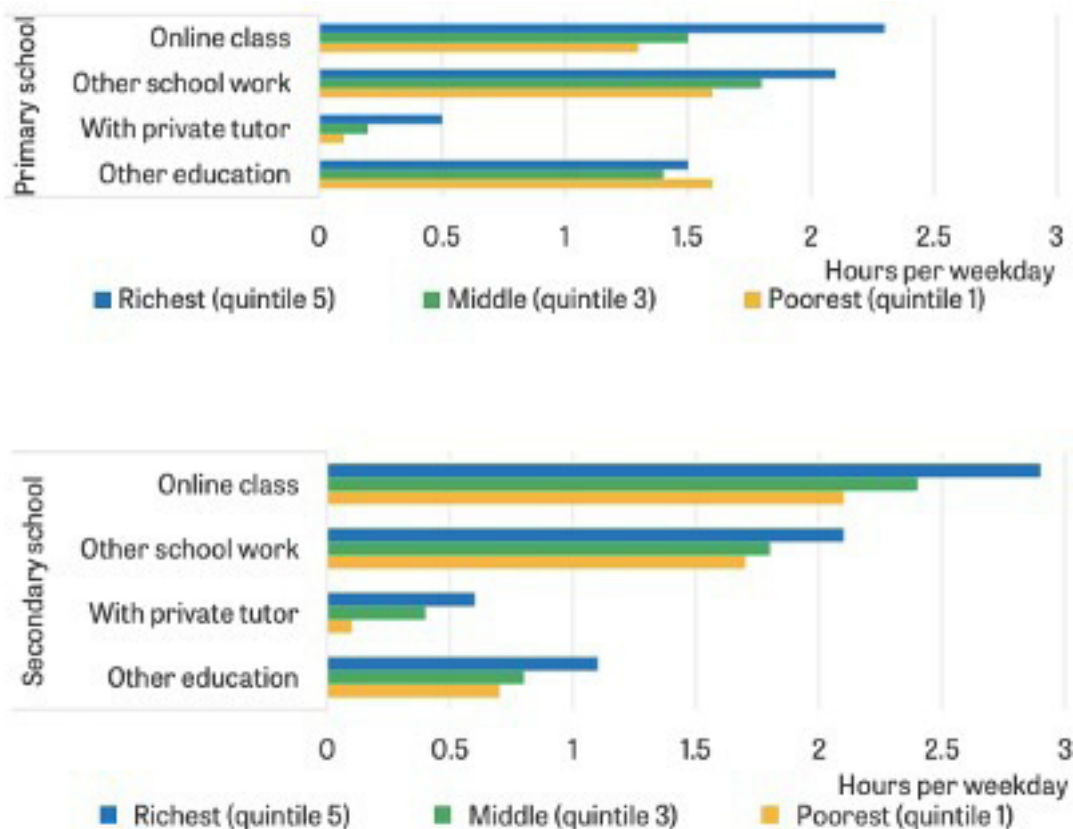 Primary school
Online class
Other school work
With private tutor
Other education
0 0.5 1 1.5 2 2.5 3
Hours per weekday
Richest (quintile 5) Middle (quintile 3) Poorest (quintile 1)
Secondary school
Online class
Other school work
With private tutor
Other education
0 0.5 1 1.5 2 2.5 3
Hours per weekday
Richest (quintile 5) Middle (quintile 3) Poorest (quintile 1)